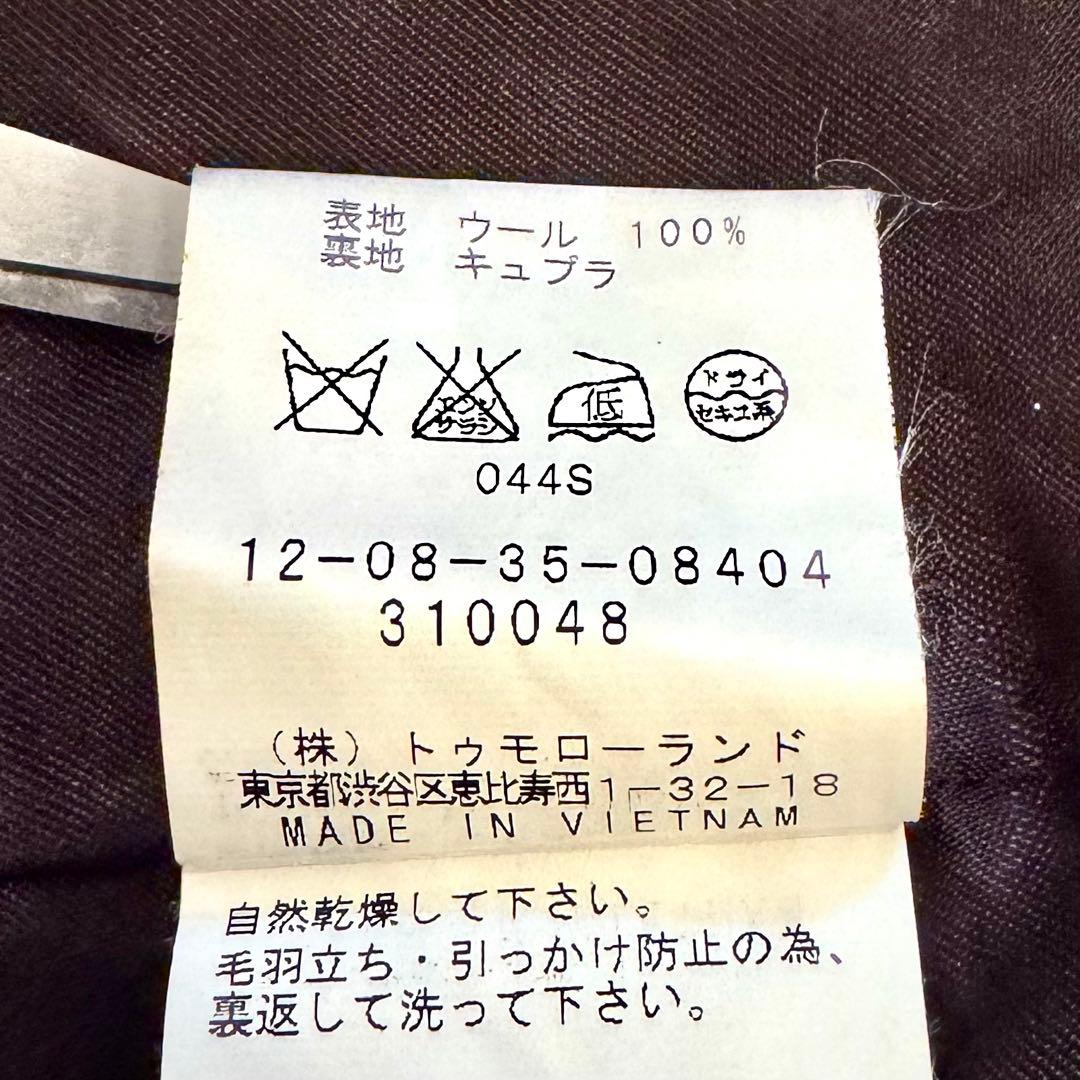 表地 ウール 100%
裏地 キュプラ
エンソ
サラシ
低
ドライ
セキユ系
044S
12-08-35-08404
310048
(株)トゥモローランド
東京都渋谷区恵比寿西1-32-18
MADE IN VIETNAM
自然乾燥して下さい。
毛羽立ち・引っかけ防止の為、
裏返して洗って下さい。